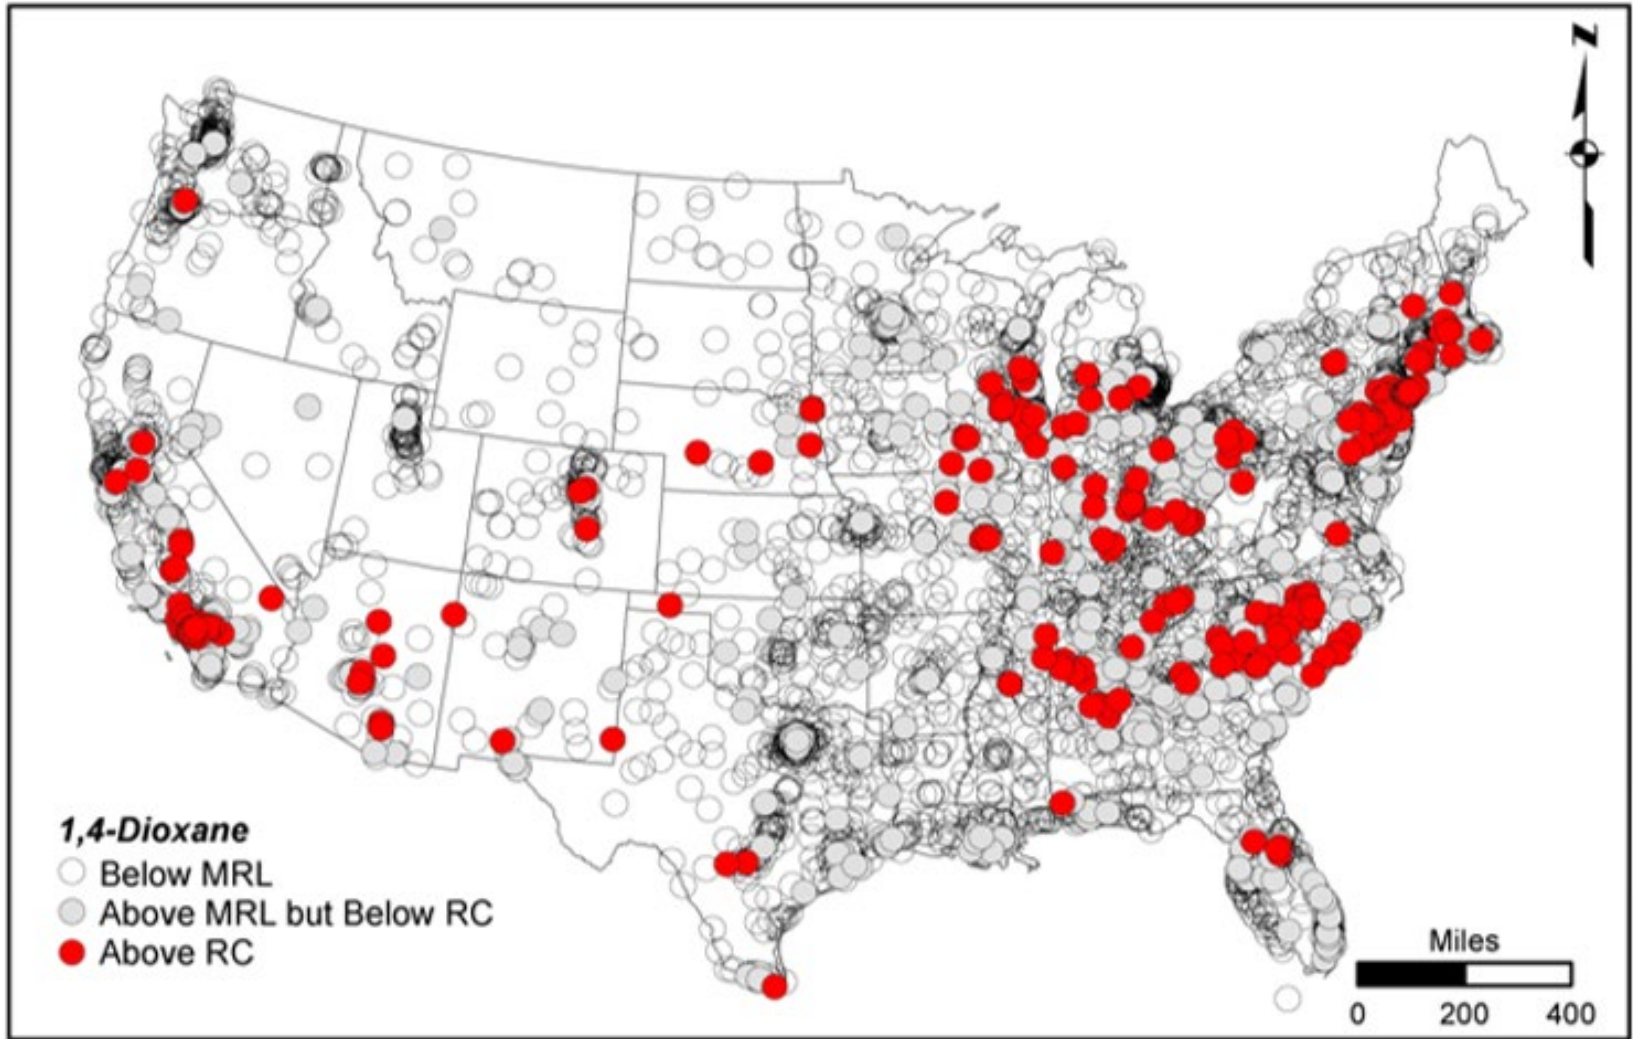 N
1,4-Dioxane
Below MRL
Above MRL but Below RC
Above RC
Miles
0 200 400